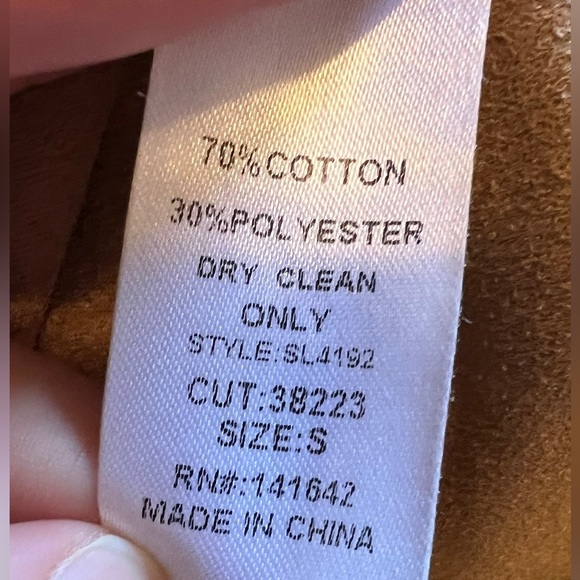 70%COTTON
30%POLYESTER
DRY CLEAN
ONLY
STYLE:SL4192
CUT:38223
SIZE:S
RN#:141642
MADE IN CHINA